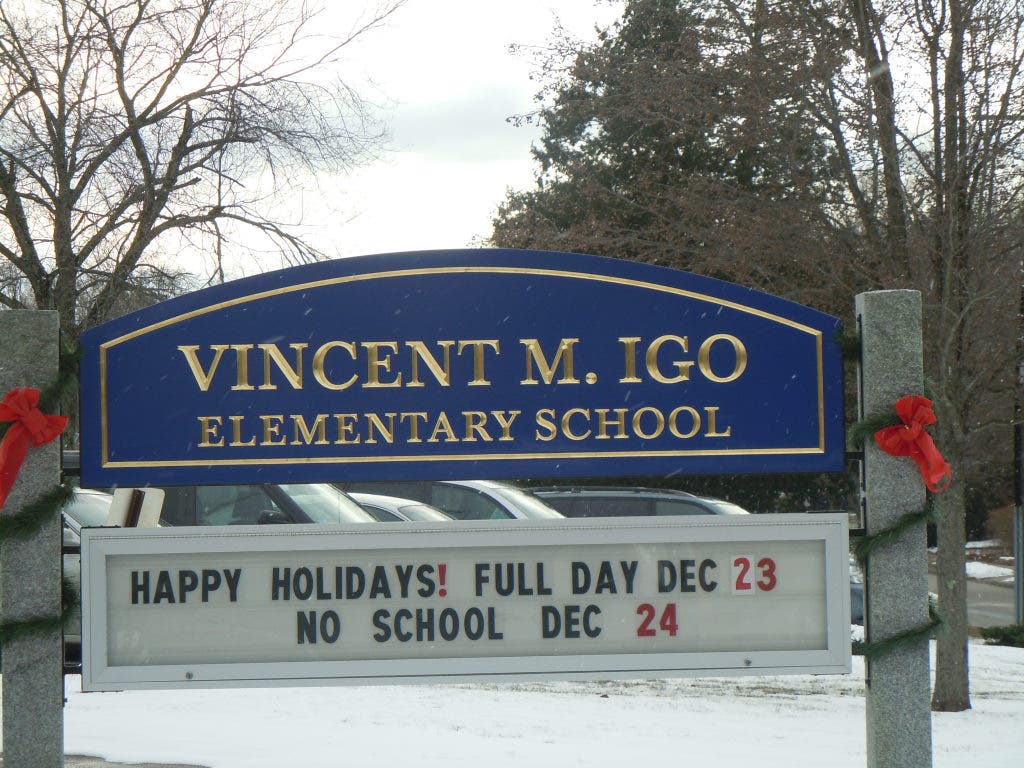 VINCENT M. IGO
ELEMENTARY SCHOOL
HAPPY HOLIDAYS! FULL DAY DEC 23
NO SCHOOL DEC 24